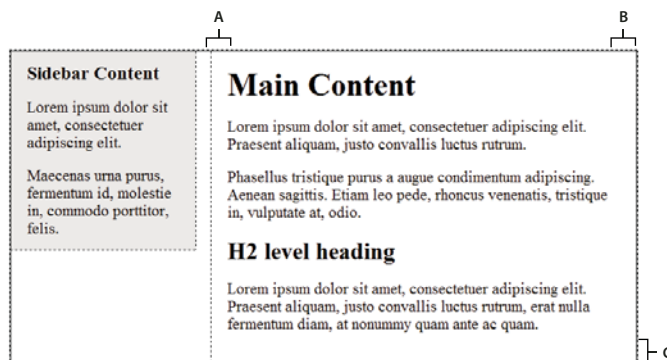 A
B
Sidebar Content
Lorem ipsum dolor sit
amet, consectetuer
adipiscing elit.
Maecenas urna purus,
fermentum id, molestie
in, commodo porttitor,
felis.
Main Content
Lorem ipsum dolor sit amet, consectetuer adipiscing elit.
Praesent aliquam, justo convallis luctus rutrum.
Phasellus tristique purus a augue condimentum adipiscing.
Aenean sagittis. Etiam leo pede, rhoncus venenatis, tristique
in, vulputate at, odio.
H2 level heading
Lorem ipsum dolor sit amet, consectetuer adipiscing elit.
Praesent aliquam, justo convallis luctus rutrum, erat nulla
fermentum diam, at nonummy quam ante ac quam.